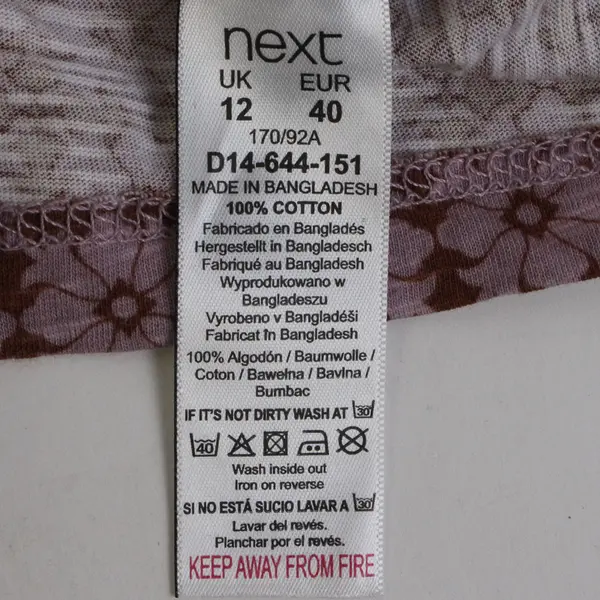 next
UK EUR
12 40
170/92A
D14-644-151
MADE IN BANGLADESH
100% COTTON
Fabricado en Bangladés
Hergestellt in Bangladesch
Fabriqué au Bangladesh
Wyprodukowano w
Bangladeszu
Vyrobeno v Bangladéši
Fabricat în Bangladesh
100% Algodón / Baumwolle /
Coton / Bawełna / Bavlna /
Bumbac
IF IT'S NOT DIRTY WASH AT 30
40
Wash inside out
Iron on reverse
SI NO ESTÁ SUCIO LAVAR A 30
Lavar del revés.
Planchar por el revés.
KEEP AWAY FROM FIRE